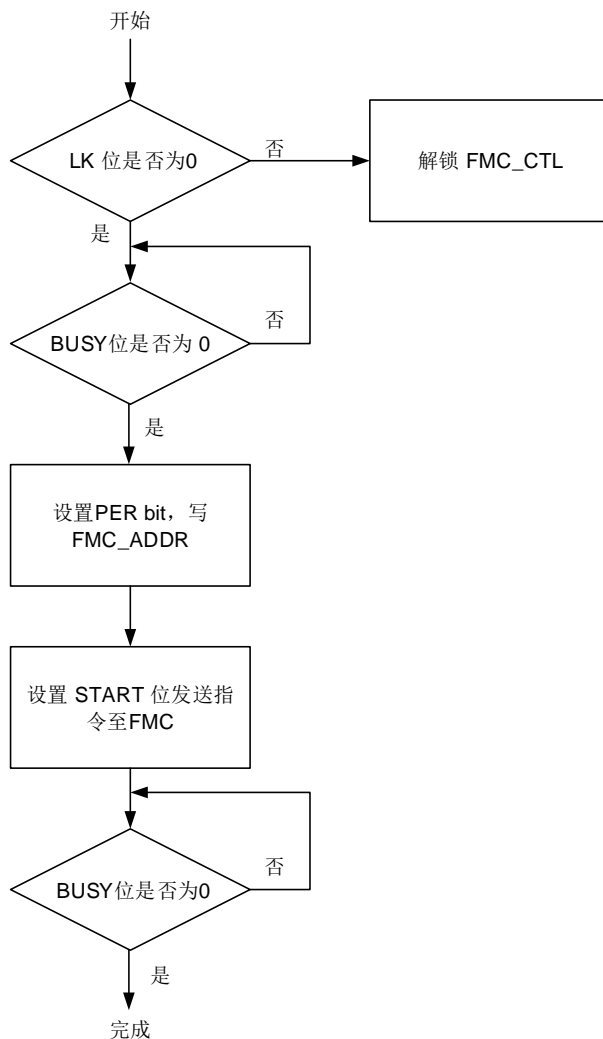 开始
LK 位是否为0
否
解锁 FMC_CTL
是
BUSY位是否为 0
否
是
设置PER bit，写
FMC_ADDR
设置 START 位发送指
令至FMC
BUSY位是否为0
否
是
完成